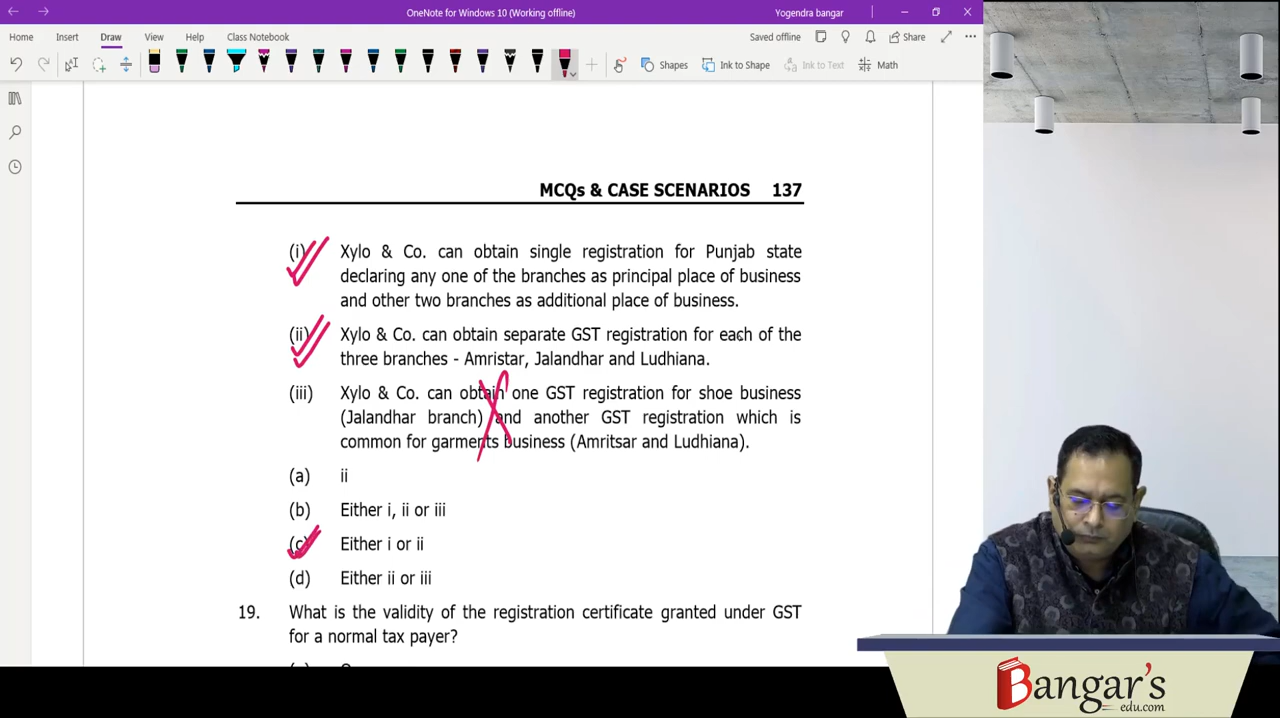 OneNote for Windows 10 (Working offline)
Yogendra bangar
Home Insert Draw View Help Class Notebook
Saved offline
Share
Shapes
Ink to Shape
Ink to Text
Math
MCQs & CASE SCENARIOS 137
(i) Xylo & Co. can obtain single registration for Punjab state
declaring any one of the branches as principal place of business
and other two branches as additional place of business.
(ii) Xylo & Co. can obtain separate GST registration for each of the
three branches - Amristar, Jalandhar and Ludhiana.
(iii) Xylo & Co. can obtain one GST registration for shoe business
(Jalandhar branch) and another GST registration which is
common for garments business (Amritsar and Ludhiana).
(a) ii
(b) Either i, ii or iii
(c) Either i or ii
(d) Either ii or iii
19. What is the validity of the registration certificate granted under GST
for a normal tax payer?
Bangar's
edu.com